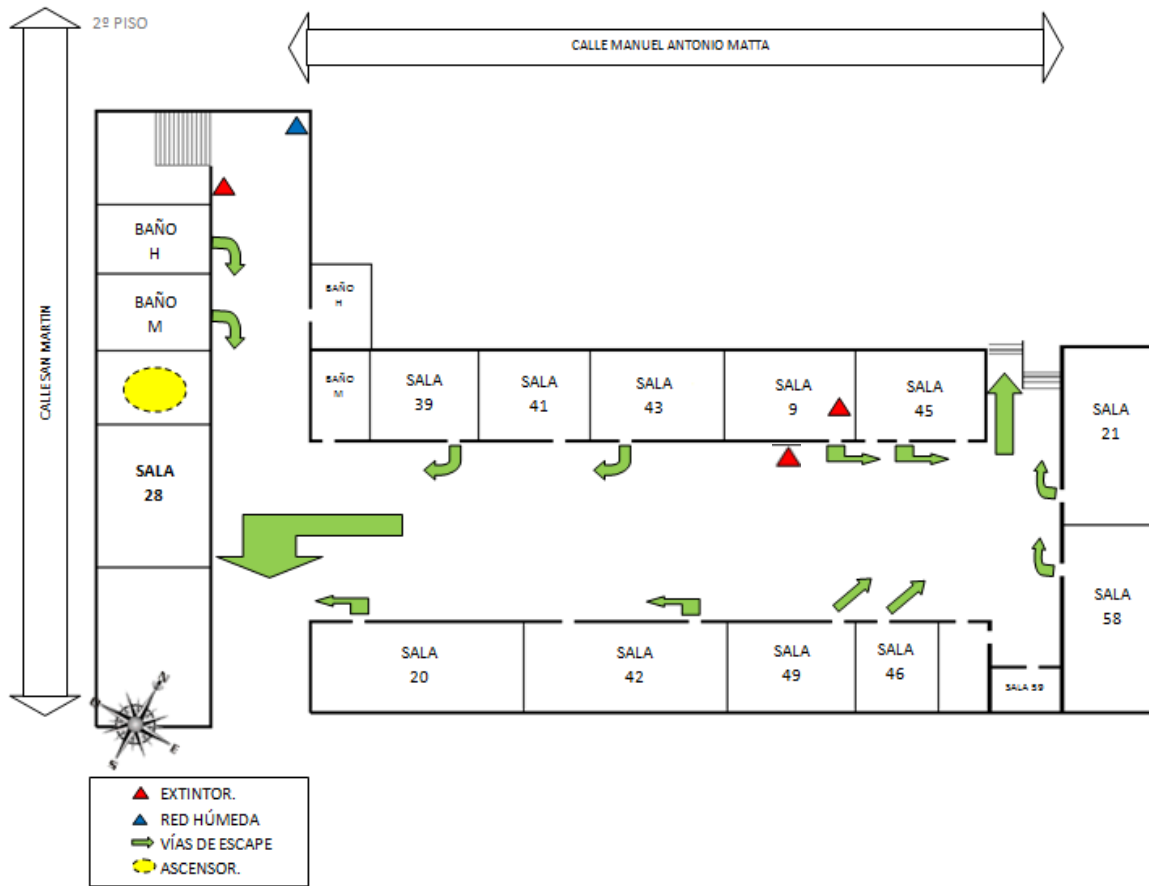 2º PISO
CALLE MANUEL ANTONIO MATTA
CALLE SAN MARTIN
BAÑO
H
BAÑO
M
SALA
28
BAÑO
H
BAÑO
M
SALA
39
SALA
41
SALA
43
SALA
9
SALA
45
SALA
21
SALA
58
SALA
20
SALA
42
SALA
49
SALA
46
SALA 59
N
O
E
S
EXTINTOR.
RED HÚMEDA
VÍAS DE ESCAPE
ASCENSOR.